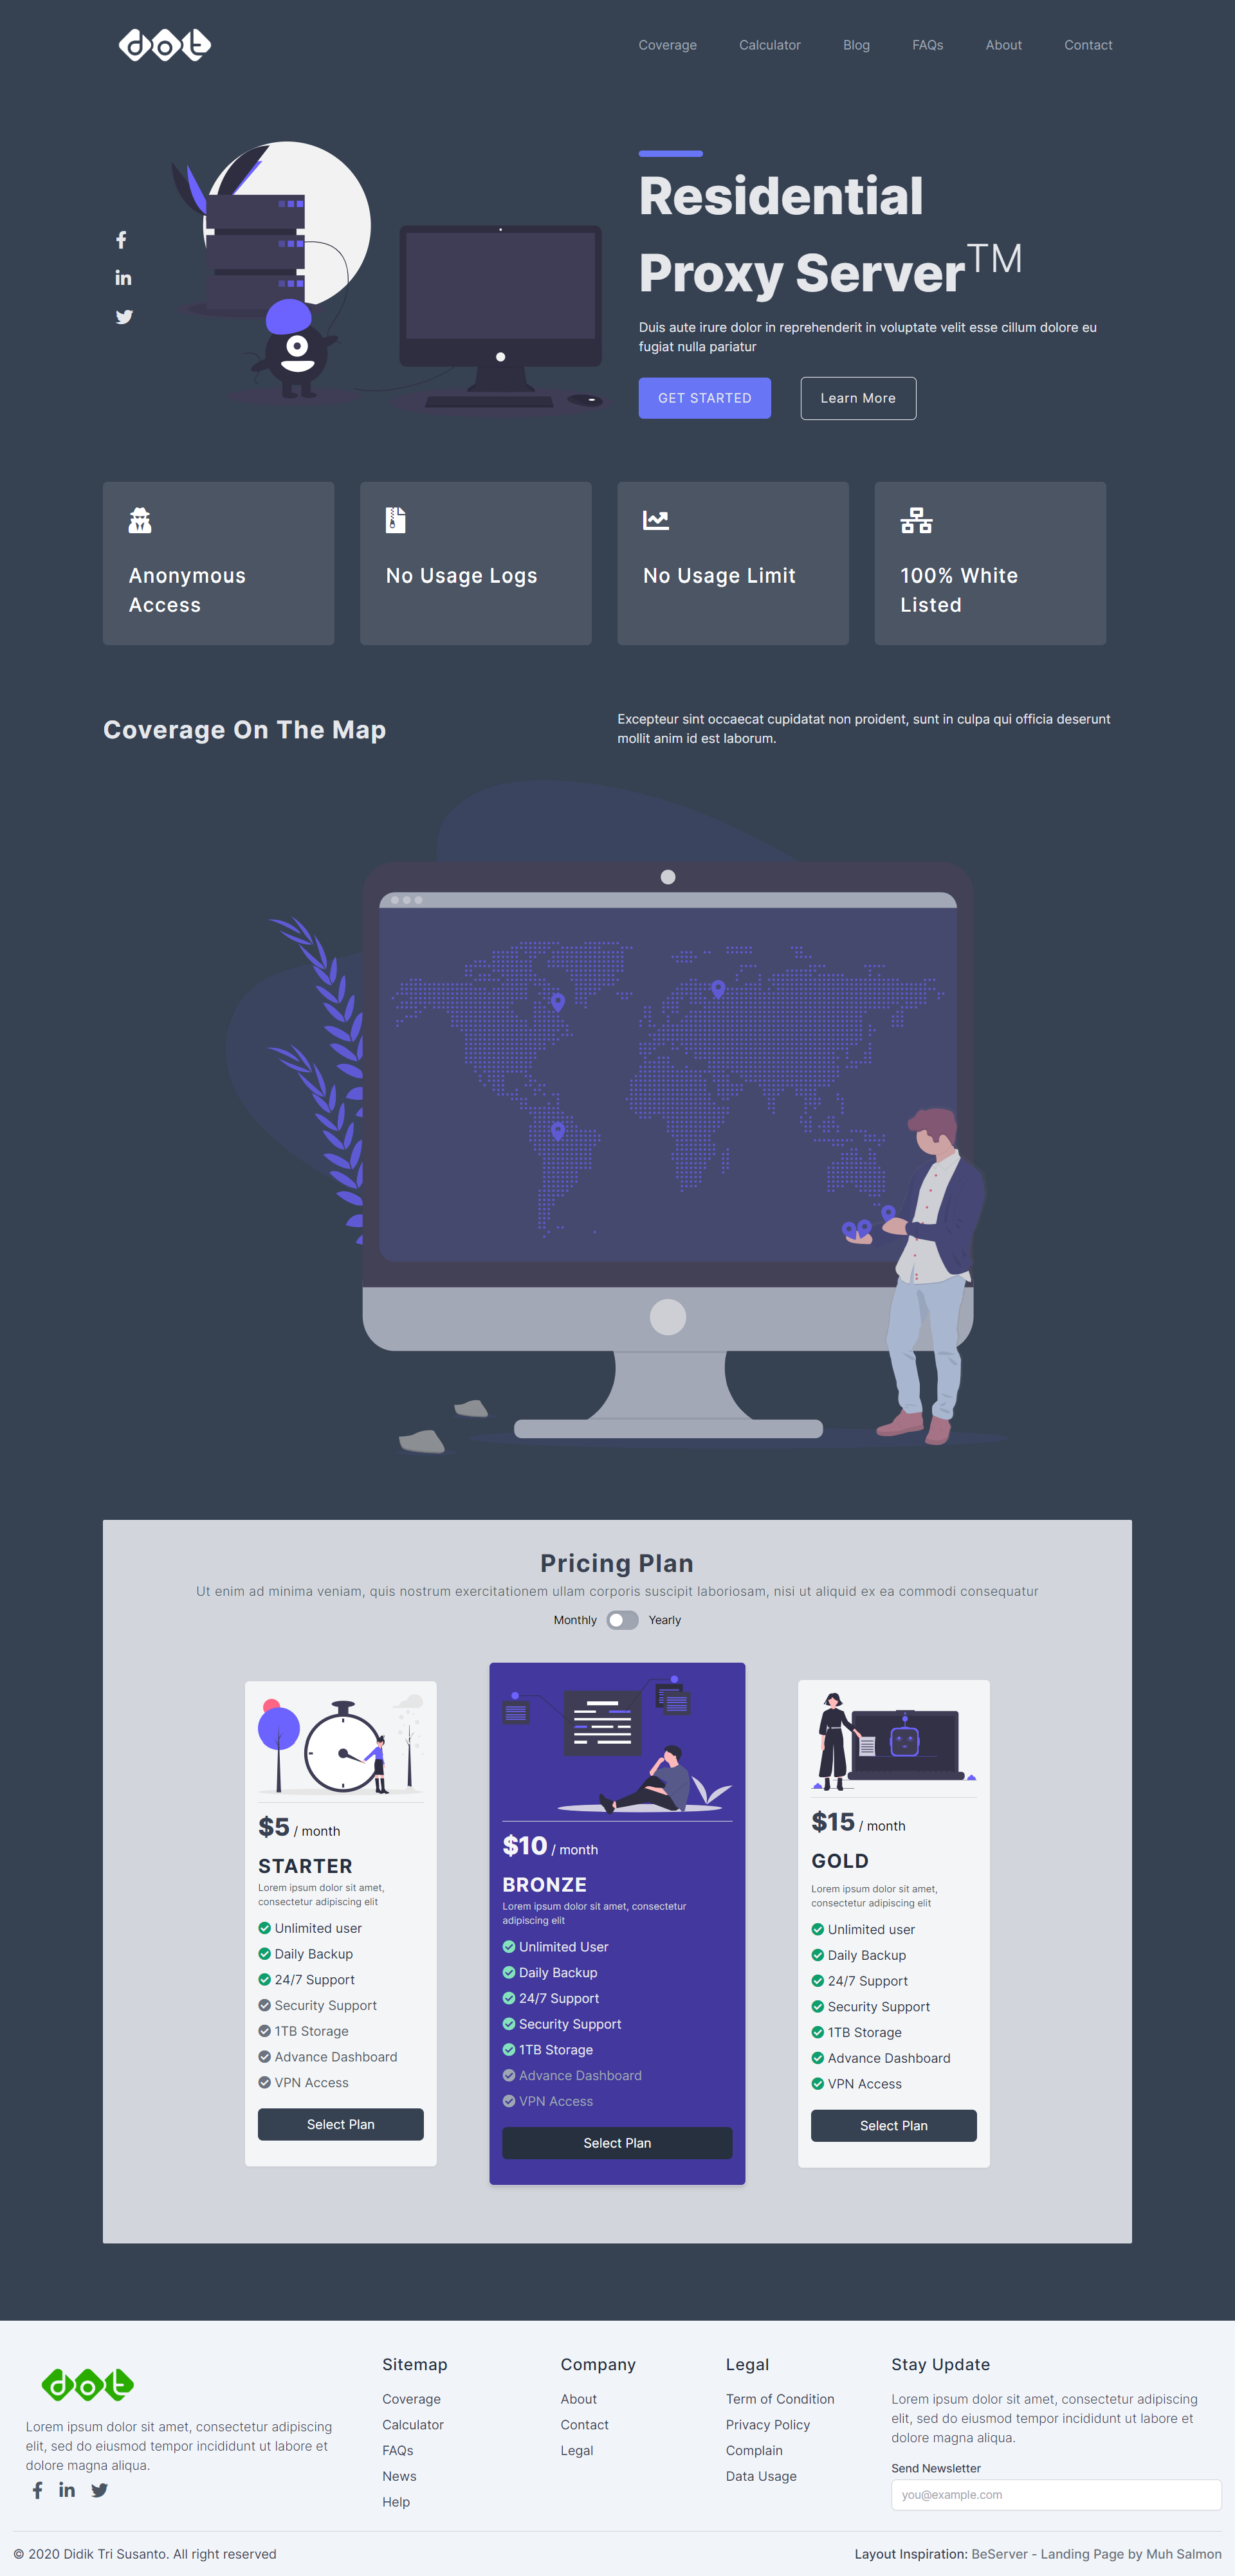 dot
Coverage
Calculator
Blog
FAQs
About
Contact
Residential
Proxy Server™
Duis aute irure dolor in reprehenderit in voluptate velit esse cillum dolore eu
fugiat nulla pariatur
GET STARTED
Learn More
Anonymous
Access
No Usage Logs
No Usage Limit
100% White
Listed
Coverage On The Map
Excepteur sint occaecat cupidatat non proident, sunt in culpa qui officia deserunt
mollit anim id est laborum.
Pricing Plan
Ut enim ad minima veniam, quis nostrum exercitationem ullam corporis suscipit laboriosam, nisi ut aliquid ex ea commodi consequatur
Monthly
Yearly
$5 / month
STARTER
Lorem ipsum dolor sit amet,
consectetur adipiscing elit
Unlimited user
Daily Backup
24/7 Support
Security Support
1TB Storage
Advance Dashboard
VPN Access
Select Plan
$10 / month
BRONZE
Lorem ipsum dolor sit amet, consectetur
adipiscing elit
Unlimited User
Daily Backup
24/7 Support
Security Support
1TB Storage
Advance Dashboard
VPN Access
Select Plan
$15 / month
GOLD
Lorem ipsum dolor sit amet,
consectetur adipiscing elit
Unlimited user
Daily Backup
24/7 Support
Security Support
1TB Storage
Advance Dashboard
VPN Access
Select Plan
dot
Lorem ipsum dolor sit amet, consectetur adipiscing
elit, sed do eiusmod tempor incididunt ut labore et
dolore magna aliqua.
Sitemap
Coverage
Calculator
FAQs
News
Help
Company
About
Contact
Legal
Legal
Term of Condition
Privacy Policy
Complain
Data Usage
Stay Update
Lorem ipsum dolor sit amet, consectetur adipiscing
elit, sed do eiusmod tempor incididunt ut labore et
dolore magna aliqua.
Send Newsletter
you@example.com
© 2020 Didik Tri Susanto. All right reserved
Layout Inspiration: BeServer - Landing Page by Muh Salmon